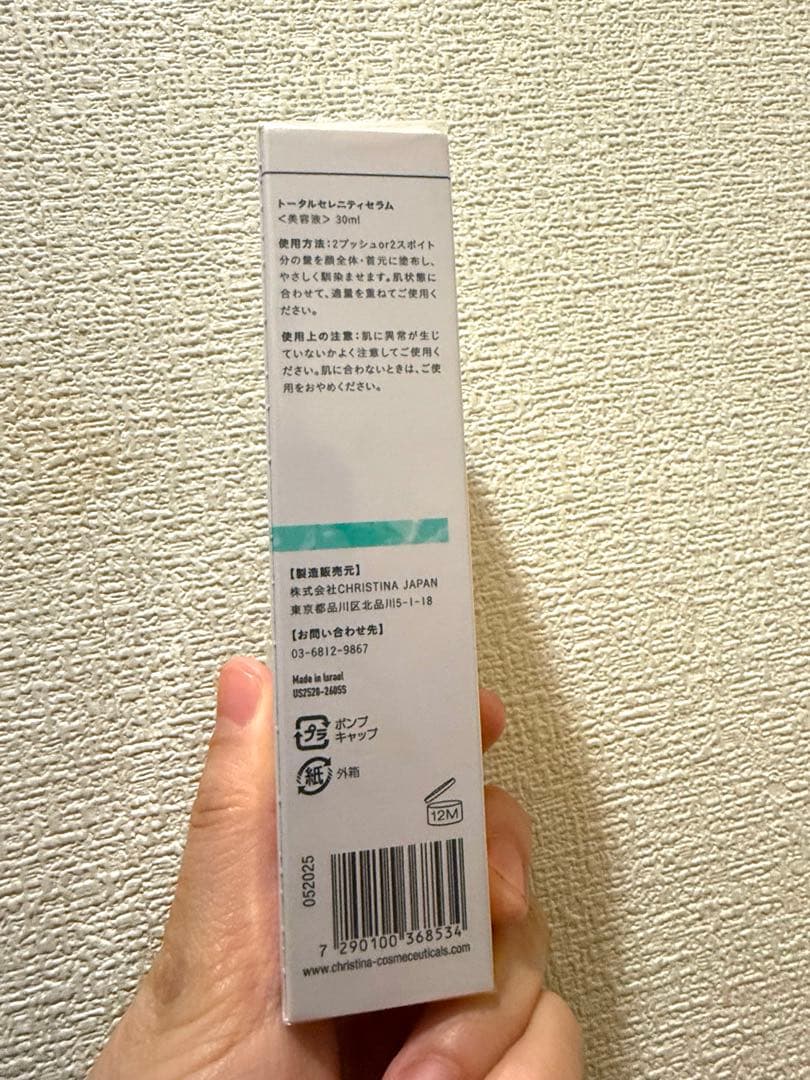 トータルセレニティセラム
＜美容液＞ 30ml
使用方法:2プッシュor2スポイト
分の量を顔全体・首元に塗布し、
やさしく馴染ませます。肌状態に
合わせて、適量を重ねてご使用く
ださい。
使用上の注意:肌に異常が生じ
ていないかよく注意してご使用く
ださい。肌に合わないときは、ご使
用をおやめください。
【製造販売元】
株式会社CHRISTINA JAPAN
東京都品川区北品川5-1-18
【お問い合わせ先】
03-6812-9867
Made in Israel
US2520-2605S
プラ
ポンプ
キャップ
紙 外箱
12M
052025
7 290100 368534
www.christina-cosmeceuticals.com